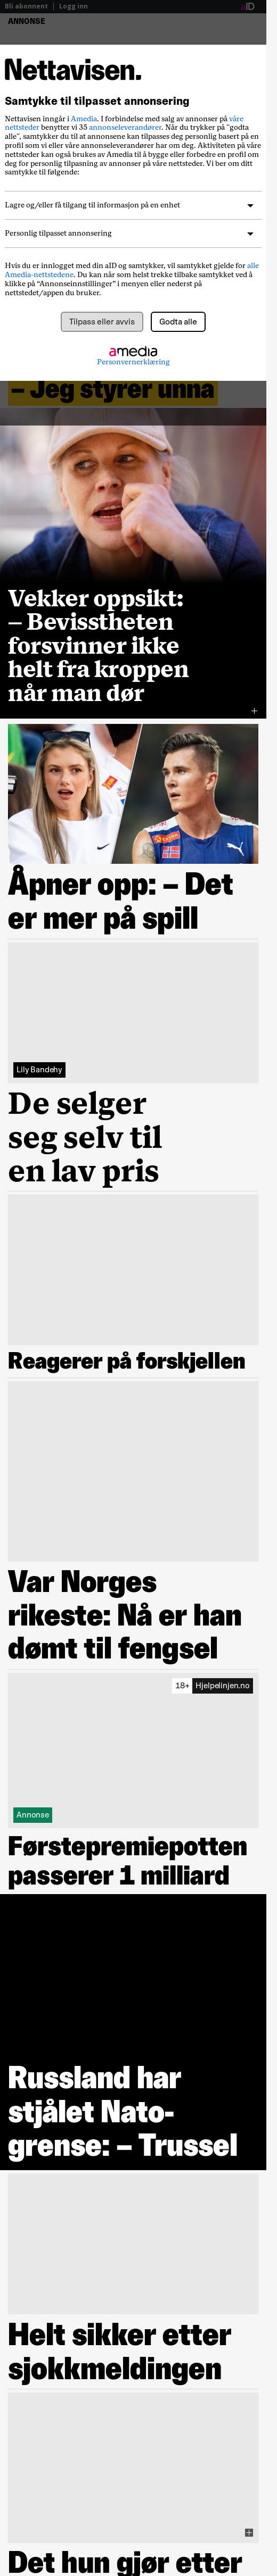 Bli abonnent | Logg inn
aID
ANNONSE
Nettavisen.
Samtykke til tilpasset annonsering
Nettavisen inngår i Amedia. I forbindelse med salg av annonser på våre
nettsteder benytter vi 35 annonseleverandører. Når du trykker på "godta
alle", samtykker du til at annonsene kan tilpasses deg personlig basert på en
profil som vi eller våre annonseleverandører har om deg. Aktiviteten på våre
nettsteder kan også brukes av Amedia til å bygge eller forbedre en profil om
deg for personlig tilpasning av annonser på våre nettsteder. Vi ber om ditt
samtykke til følgende:
Lagre og/eller få tilgang til informasjon på en enhet
Personlig tilpasset annonsering
Hvis du er innlogget med din aID og samtykker, vil samtykket gjelde for alle
Amedia-nettstedene. Du kan når som helst trekke tilbake samtykket ved å
klikke på “Annonseinnstillinger” i menyen eller nederst på
nettstedet/appen du bruker.
Tilpass eller avvis
Godta alle
amedia
Personvernerklæring
– Jeg styrer unna
Vekker oppsikt:
– Bevisstheten
forsvinner ikke
helt fra kroppen
når man dør
Åpner opp: – Det
er mer på spill
Lily Bandehy
De selger
seg selv til
en lav pris
Reagerer på forskjellen
Var Norges
rikeste: Nå er han
dømt til fengsel
18+ Hjelpelinjen.no
Annonse
Førstepremiepotten
passerer 1 milliard
Russland har
stjålet Nato-
grense: – Trussel
Helt sikker etter
sjokkmeldingen
Det hun gjør etter